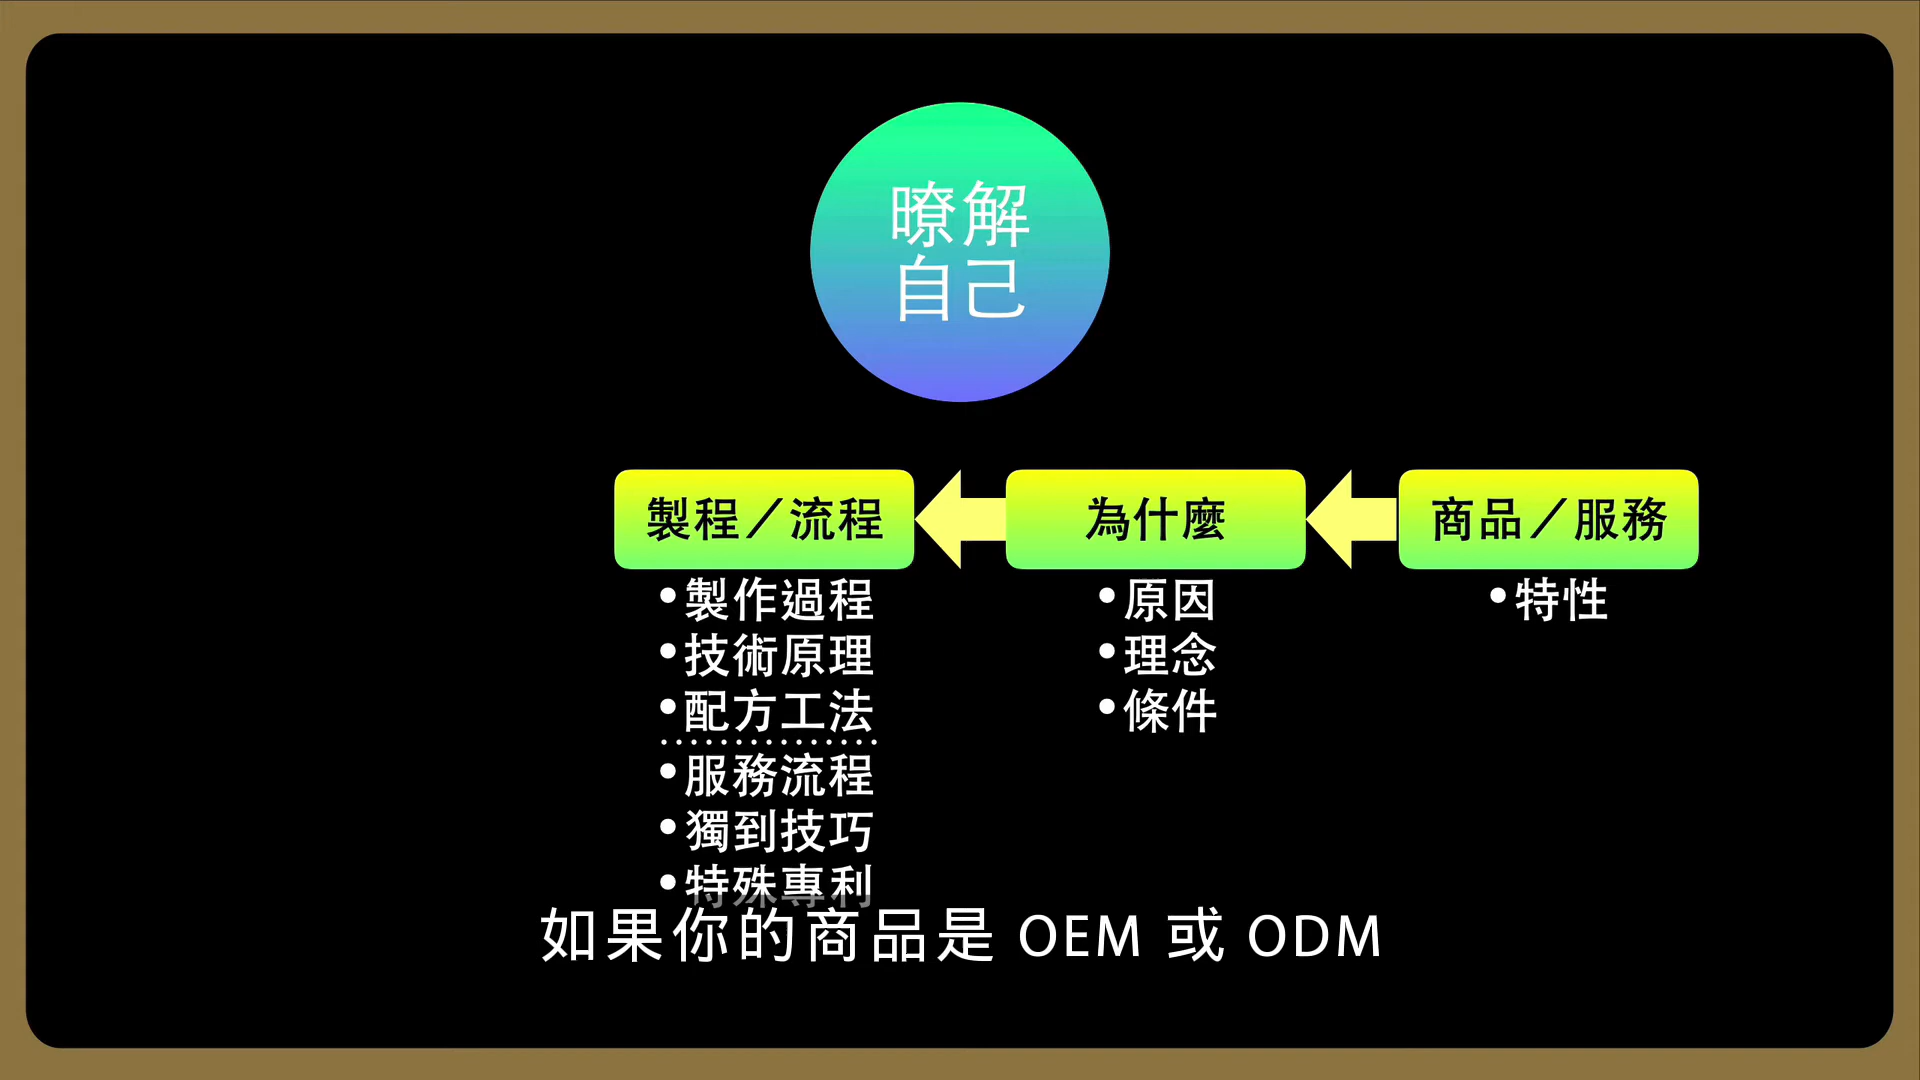 瞭解
自己
製程／流程
•製作過程
•技術原理
•配方工法
•服務流程
•獨到技巧
•特殊專利
為什麼
•原因
•理念
•條件
商品／服務
•特性
如果你的商品是 OEM 或 ODM